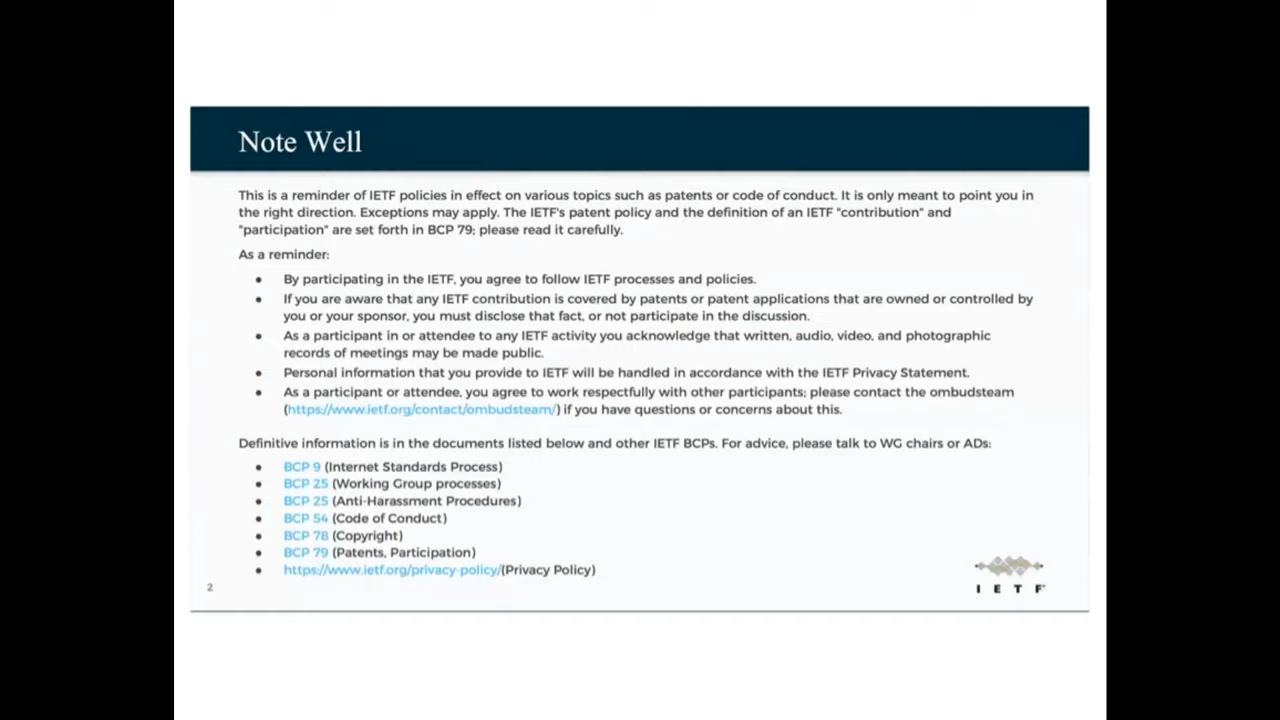 Note Well
This is a reminder of IETF policies in effect on various topics such as patents or code of conduct. It is only meant to point you in
the right direction. Exceptions may apply. The IETF's patent policy and the definition of an IETF "contribution" and
"participation" are set forth in BCP 79; please read it carefully.
As a reminder:
● By participating in the IETF, you agree to follow IETF processes and policies.
● If you are aware that any IETF contribution is covered by patents or patent applications that are owned or controlled by
you or your sponsor, you must disclose that fact, or not participate in the discussion.
● As a participant in or attendee to any IETF activity you acknowledge that written, audio, video, and photographic
records of meetings may be made public.
● Personal information that you provide to IETF will be handled in accordance with the IETF Privacy Statement.
● As a participant or attendee, you agree to work respectfully with other participants; please contact the ombudsteam
(https://www.ietf.org/contact/ombudsteam/) if you have questions or concerns about this.
Definitive information is in the documents listed below and other IETF BCPs. For advice, please talk to WG chairs or ADs:
● BCP 9 (Internet Standards Process)
● BCP 25 (Working Group processes)
● BCP 25 (Anti-Harassment Procedures)
● BCP 54 (Code of Conduct)
● BCP 78 (Copyright)
● BCP 79 (Patents, Participation)
● https://www.ietf.org/privacy-policy/(Privacy Policy)
2
I E T F